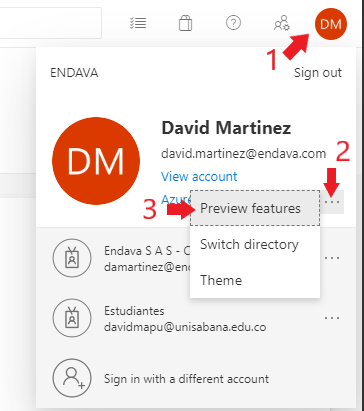 DM
1
ENDAVA
Sign out
DM
David Martinez
david.martinez@endava.com
2
View account
Azure
3
Preview features
Switch directory
Theme
Endava S A S - C
damartinez@end
Estudiantes
davidmapu@unisabana.edu.co
Sign in with a different account